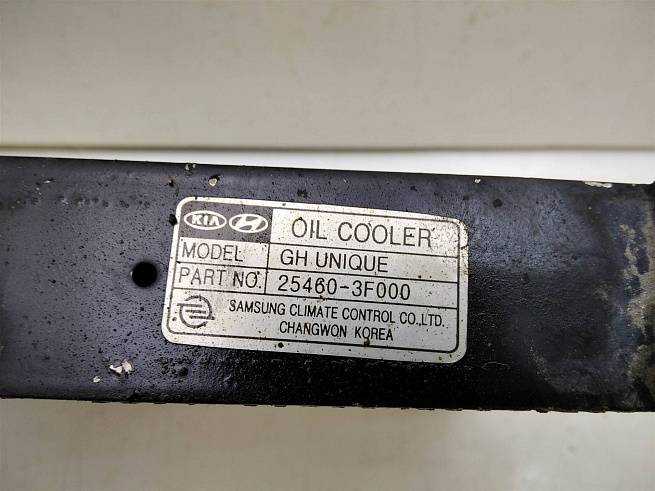 KIA OIL COOLER
MODEL GH UNIQUE
PART NO. 25460-3F000
SAMSUNG CLIMATE CONTROL CO.,LTD.
CHANGWON KOREA